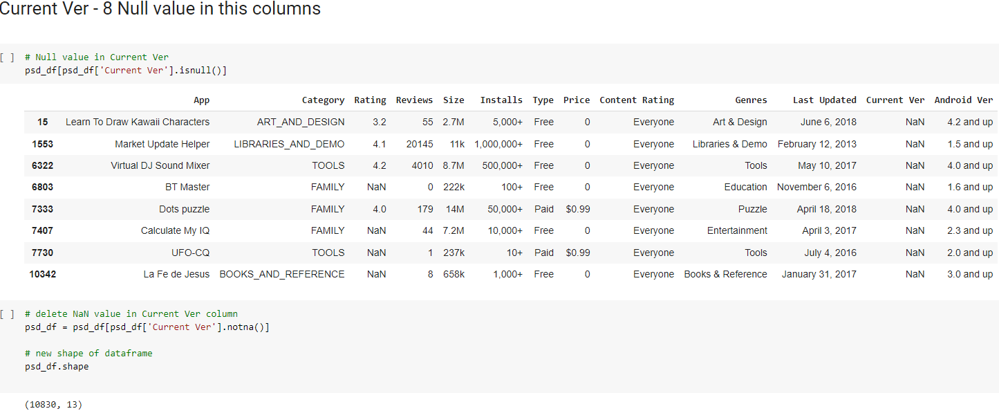 Current Ver - 8 Null value in this columns
[ ] # Null value in Current Ver
psd_df[psd_df['Current Ver'].isnull()]
App Category Rating Reviews Size Installs Type Price Content Rating Genres Last Updated Current Ver Android Ver
15 Learn To Draw Kawaii Characters ART_AND_DESIGN 3.2 55 2.7M 5,000+ Free 0 Everyone Art & Design June 6, 2018 NaN 4.2 and up
1553 Market Update Helper LIBRARIES_AND_DEMO 4.1 20145 11k 1,000,000+ Free 0 Everyone Libraries & Demo February 12, 2013 NaN 1.5 and up
6322 Virtual DJ Sound Mixer TOOLS 4.2 4010 8.7M 500,000+ Free 0 Everyone Tools May 10, 2017 NaN 4.0 and up
6803 BT Master FAMILY NaN 0 222k 100+ Free 0 Everyone Education November 6, 2016 NaN 1.6 and up
7333 Dots puzzle FAMILY 4.0 179 14M 50,000+ Paid $0.99 Everyone Puzzle April 18, 2018 NaN 4.0 and up
7407 Calculate My IQ FAMILY NaN 44 7.2M 10,000+ Free 0 Everyone Entertainment April 3, 2017 NaN 2.3 and up
7730 UFO-CQ TOOLS NaN 1 237k 10+ Paid $0.99 Everyone Tools July 4, 2016 NaN 2.0 and up
10342 La Fe de Jesus BOOKS_AND_REFERENCE NaN 8 658k 1,000+ Free 0 Everyone Books & Reference January 31, 2017 NaN 3.0 and up
[ ] # delete NaN value in Current Ver column
psd_df = psd_df[psd_df['Current Ver'].notna()]
# new shape of dataframe
psd_df.shape
(10830, 13)